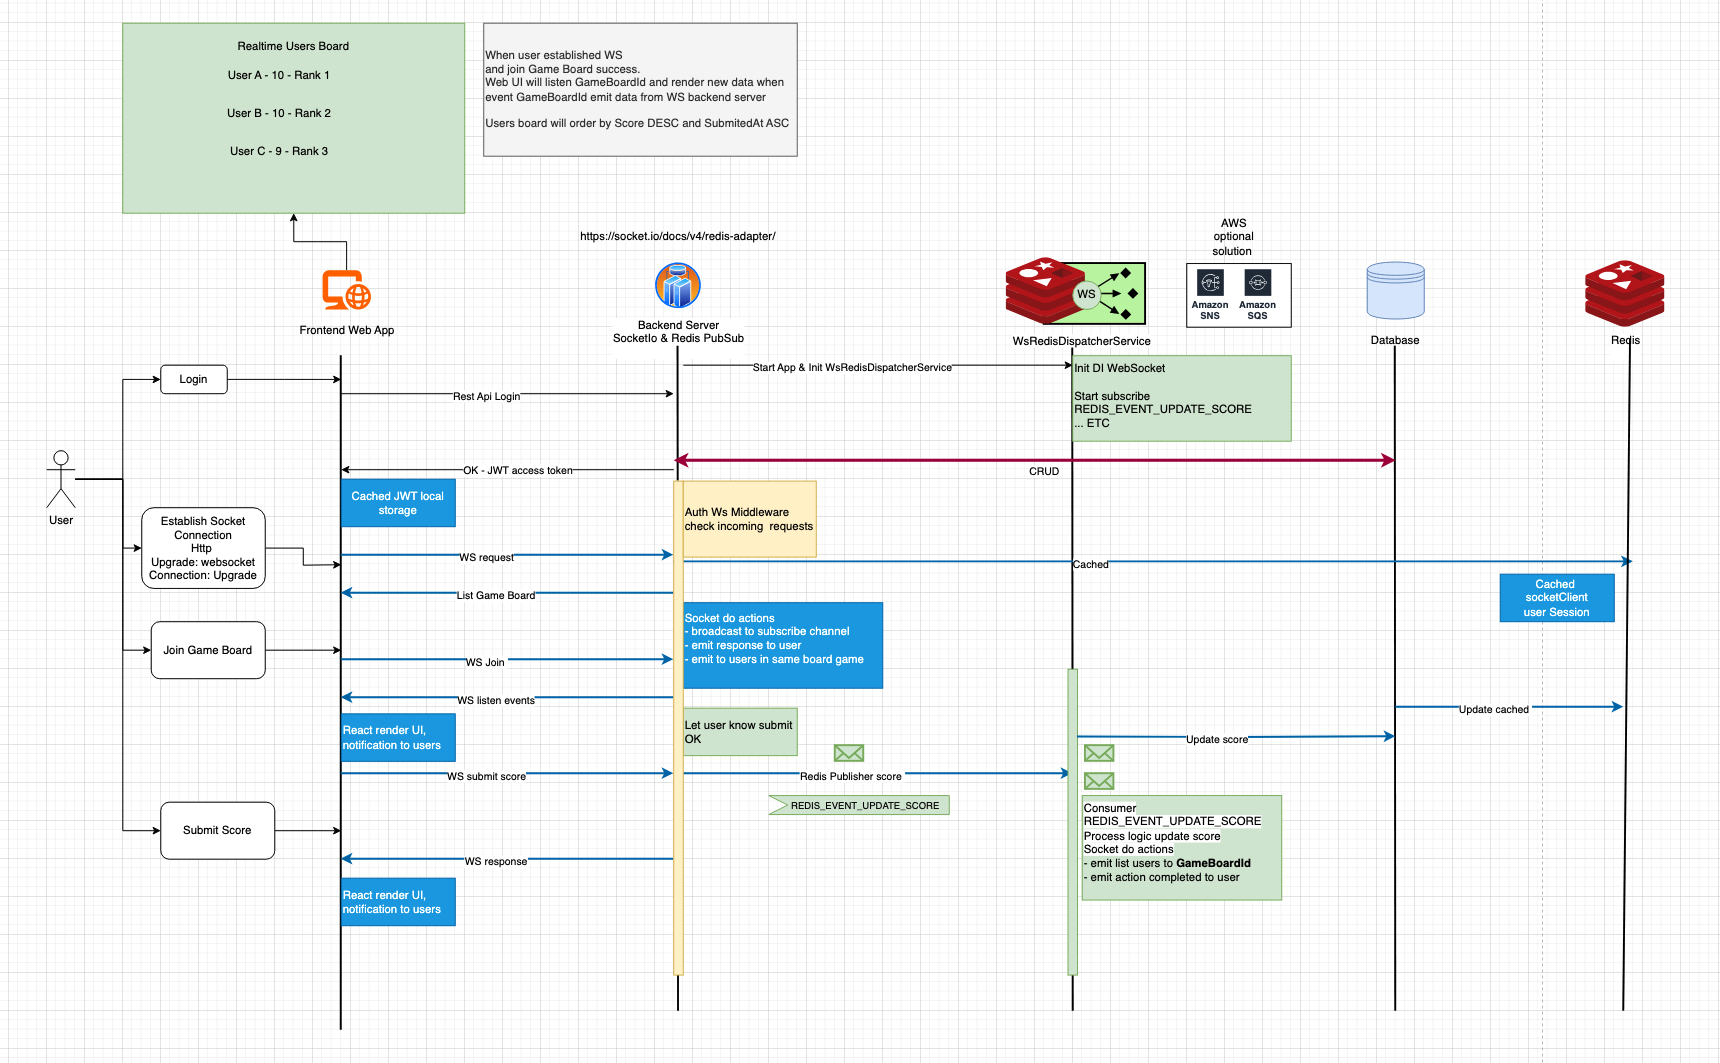 Realtime Users Board
User A - 10 - Rank 1
User B - 10 - Rank 2
User C - 9 - Rank 3
When user established WS
and join Game Board success.
Web UI will listen GameBoardId and render new data when
event GameBoardId emit data from WS backend server
Users board will order by Score DESC and SubmitedAt ASC
https://socket.io/docs/v4/redis-adapter/
AWS
optional
solution
WS
Amazon
SNS
Amazon
SQS
Frontend Web App
Backend Server
SocketIo & Redis PubSub
WsRedisDispatcherService
Database
Redis
Login
Start App & Init WsRedisDispatcherService
Init DI WebSocket
Start subscribe
REDIS_EVENT_UPDATE_SCORE
... ETC
Rest Api Login
OK - JWT access token
CRUD
User
Cached JWT local
storage
Auth Ws Middleware
check incoming  requests
Establish Socket
Connection
Http
Upgrade: websocket
Connection: Upgrade
WS request
Cached
Cached
socketClient
user Session
List Game Board
Socket do actions
- broadcast to subscribe channel
- emit response to user
- emit to users in same board game
Join Game Board
WS Join
WS listen events
Update cached
React render UI,
notification to users
Let user know submit
OK
Update score
WS submit score
Redis Publisher score
REDIS_EVENT_UPDATE_SCORE
Consumer
REDIS_EVENT_UPDATE_SCORE
Process logic update score
Socket do actions
- emit list users to GameBoardId
- emit action completed to user
Submit Score
WS response
React render UI,
notification to users